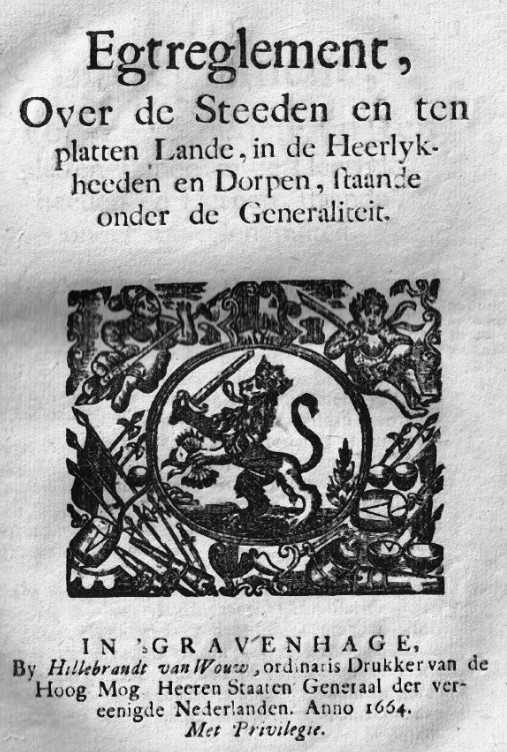 Egtreglement,
Over de Steeden en ten
platten Lande, in de Heerlyk-
heeden en Dorpen, ſtaande
onder de Generaliteit.
IN 'sGRAVENHAGE,
By Hillebrandt van Wouw, ordinaris Drukker van de
Hoog Mog Heeren Staaten Generaal der ver-
eenigde Nederlanden. Anno 1664.
Met Privilegie.